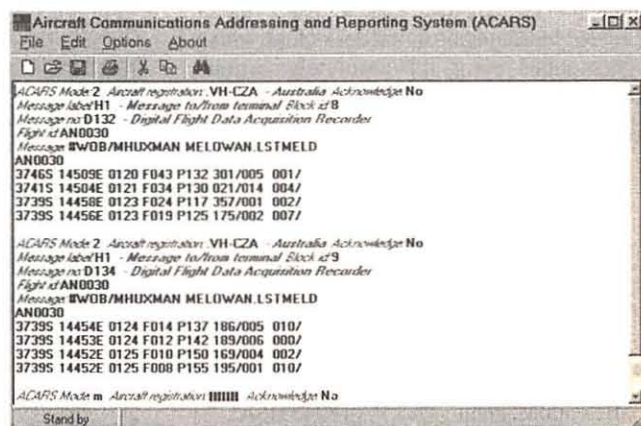 Aircraft Communications Addressing and Reporting System (ACARS)
File Edit Options About
ACARS Mode: 2 Aircraft registration: .VH-CZA - Australia Acknowledge: No
Message label: H1 - Message to/from terminal Block id: 8
Message no: D132 - Digital Flight Data Acquisition Recorder
Flight id: AN0030
Message: #WOB/MHUXMAN MELOWAN.LSTMELD
AN0030
3746S 14509E 0120 F043 P132 301/005 001/
3741S 14504E 0121 F034 P130 021/014 004/
3739S 14458E 0123 F024 P117 357/001 002/
3739S 14456E 0123 F019 P125 175/002 007/
ACARS Mode: 2 Aircraft registration: .VH-CZA - Australia Acknowledge: No
Message label: H1 - Message to/from terminal Block id: 9
Message no: D134 - Digital Flight Data Acquisition Recorder
Flight id: AN0030
Message: #WOB/MHUXMAN MELOWAN.LSTMELD
AN0030
3739S 14454E 0124 F014 P137 186/005 010/
3739S 14453E 0124 F012 P142 189/006 000/
3739S 14452E 0125 F010 P150 169/004 002/
3739S 14452E 0125 F008 P155 195/001 010/
ACARS Mode: m Aircraft registration: Acknowledge: No
Stand by